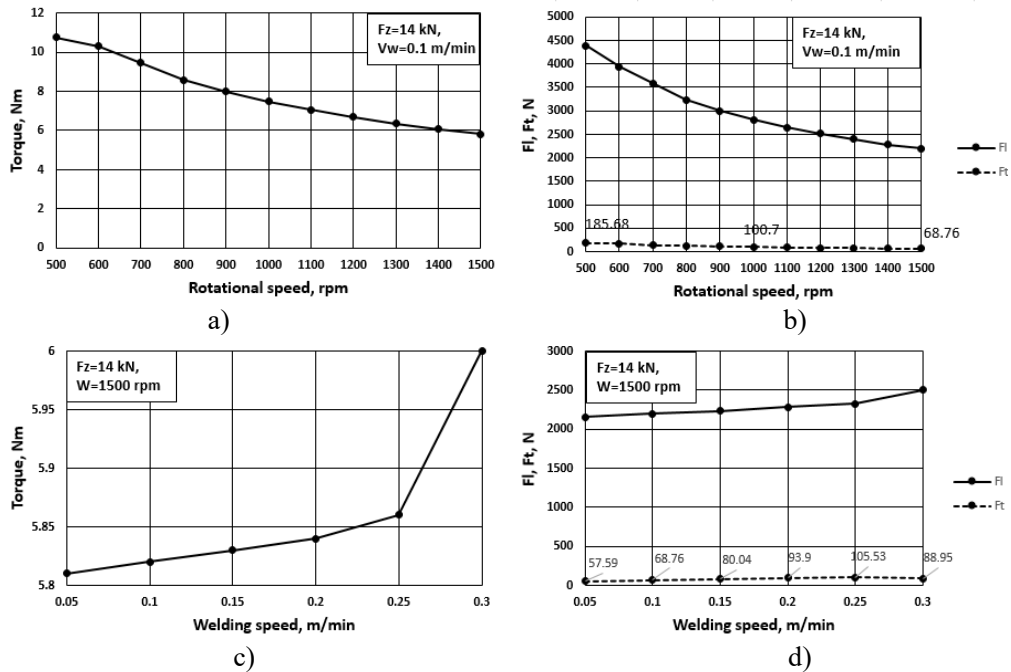 12
10
8
6
4
2
0
Torque, Nm
Fz=14 kN,
Vw=0.1 m/min
500 600 700 800 900 1000 1100 1200 1300 1400 1500
Rotational speed, rpm
a)
5000
4500
4000
3500
3000
2500
2000
1500
1000
500
0
Fl, Ft, N
Fz=14 kN,
Vw=0.1 m/min
185.68
100.7
68.76
Fl
Ft
500 600 700 800 900 1000 1100 1200 1300 1400 1500
Rotational speed, rpm
b)
6
5.95
5.9
5.85
5.8
Torque, Nm
Fz=14 kN,
W=1500 rpm
0.05 0.1 0.15 0.2 0.25 0.3
Welding speed, m/min
c)
3000
2500
2000
1500
1000
500
0
Fl, Ft, N
Fz=14 kN,
W=1500 rpm
57.59 68.76 80.04 93.9 105.53 88.95
Fl
Ft
0.05 0.1 0.15 0.2 0.25 0.3
Welding speed, m/min
d)